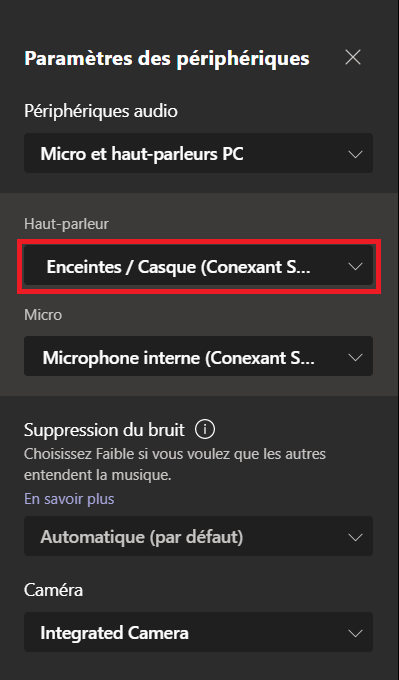 Paramètres des périphériques
Périphériques audio
Micro et haut-parleurs PC
Haut-parleur
Enceintes / Casque (Conexant S...
Micro
Microphone interne (Conexant S...
Suppression du bruit
Choisissez Faible si vous voulez que les autres
entendent la musique.
En savoir plus
Automatique (par défaut)
Caméra
Integrated Camera